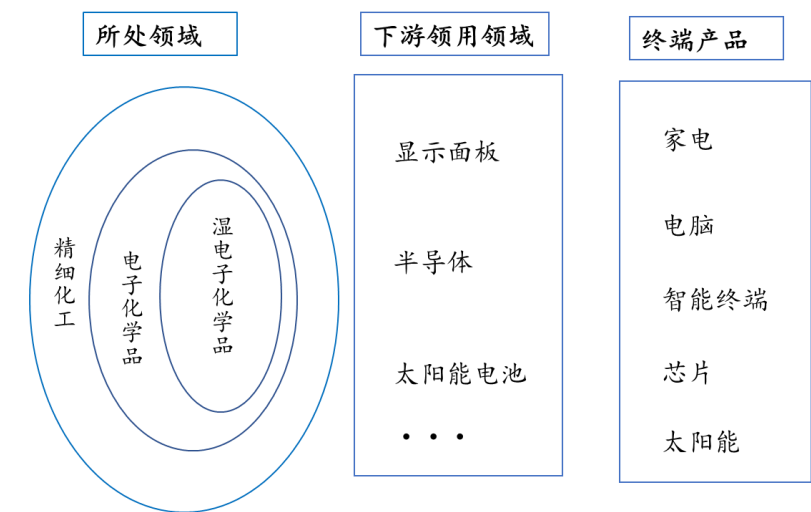 所处领域
下游领用领域
终端产品
精细化工
电子化学品
湿电子化学品
显示面板
半导体
太阳能电池
···
家电
电脑
智能终端
芯片
太阳能